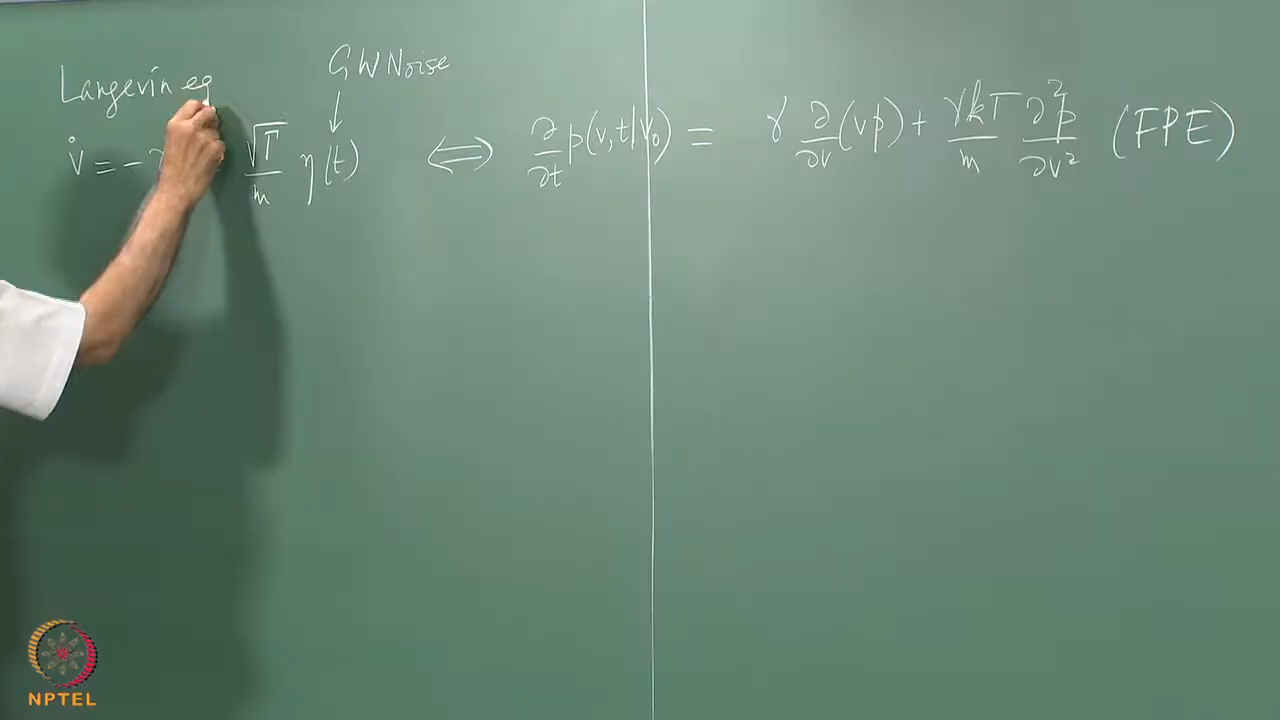 Langevin eq
GW Noise
↓
v̇ = -γ √Γ/m η(t) ⟺ ∂/∂t p(v,t|v₀) = γ ∂/∂v (vp) + γkT/m ∂²p/∂v² (FPE)
NPTEL